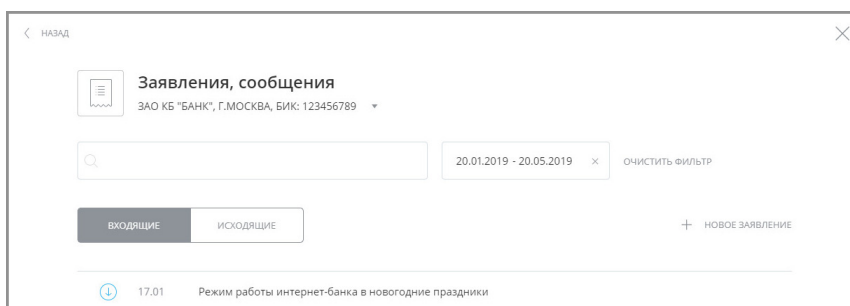 НАЗАД
Заявления, сообщения
ЗАО КБ "БАНК", Г.МОСКВА, БИК: 123456789
20.01.2019 - 20.05.2019 × ОЧИСТИТЬ ФИЛЬТР
ВХОДЯЩИЕ ИСХОДЯЩИЕ + НОВОЕ ЗАЯВЛЕНИЕ
17.01 Режим работы интернет-банка в новогодние праздники